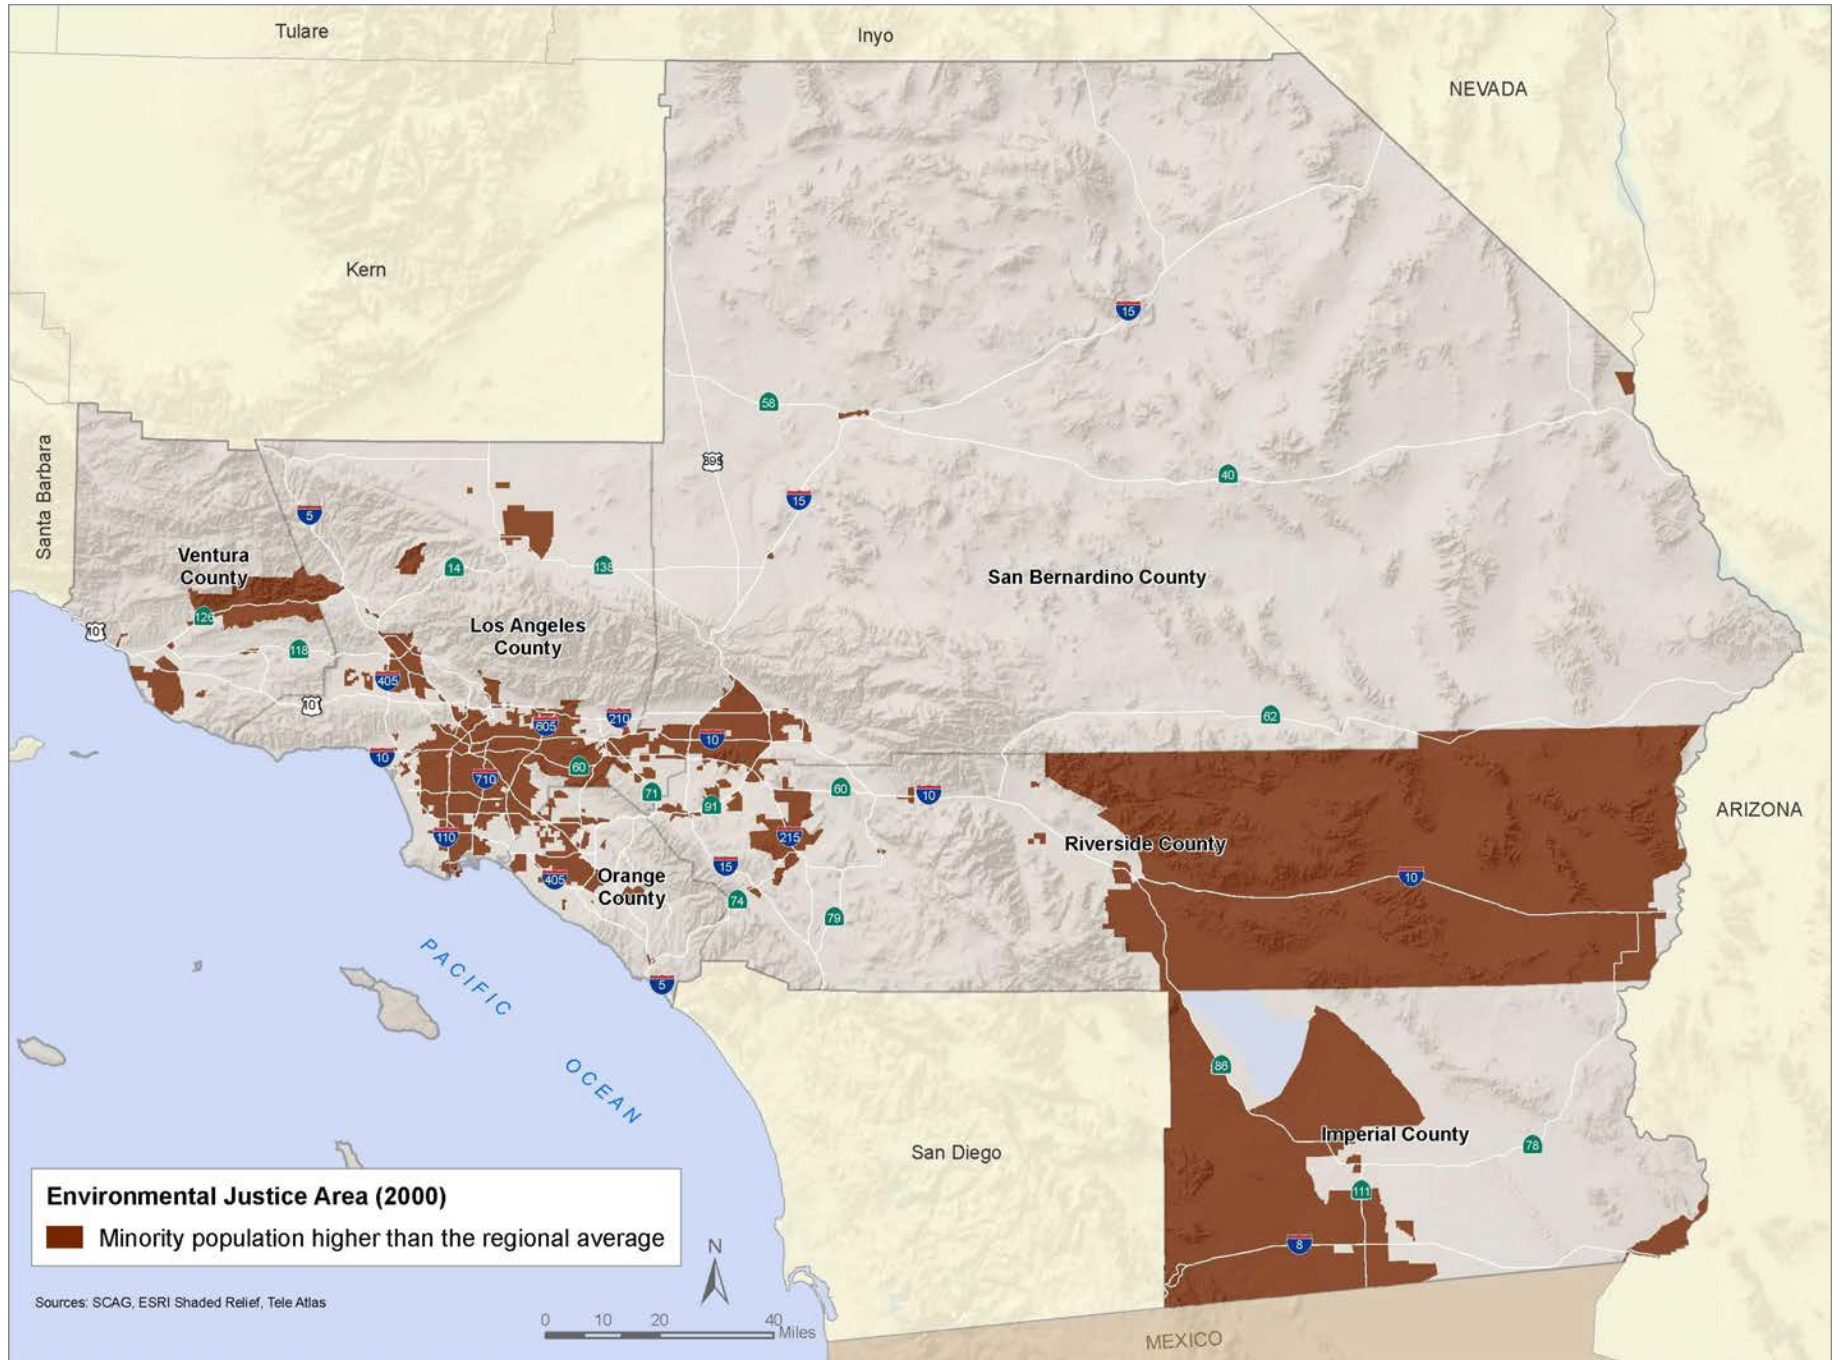 Tulare
Inyo
NEVADA
Kern
15
58
395
40
15
Santa Barbara
5
Ventura
County
14
138
San Bernardino County
126
Los Angeles
County
101
118
405
101
62
605
210
10
10
60
710
71
91
60
10
ARIZONA
110
215
Riverside County
15
10
405
Orange
County
74
79
PACIFIC
OCEAN
5
86
Imperial County
78
San Diego
111
8
Environmental Justice Area (2000)
Minority population higher than the regional average
N
Sources: SCAG, ESRI Shaded Relief, Tele Atlas
0 10 20 40
Miles
MEXICO